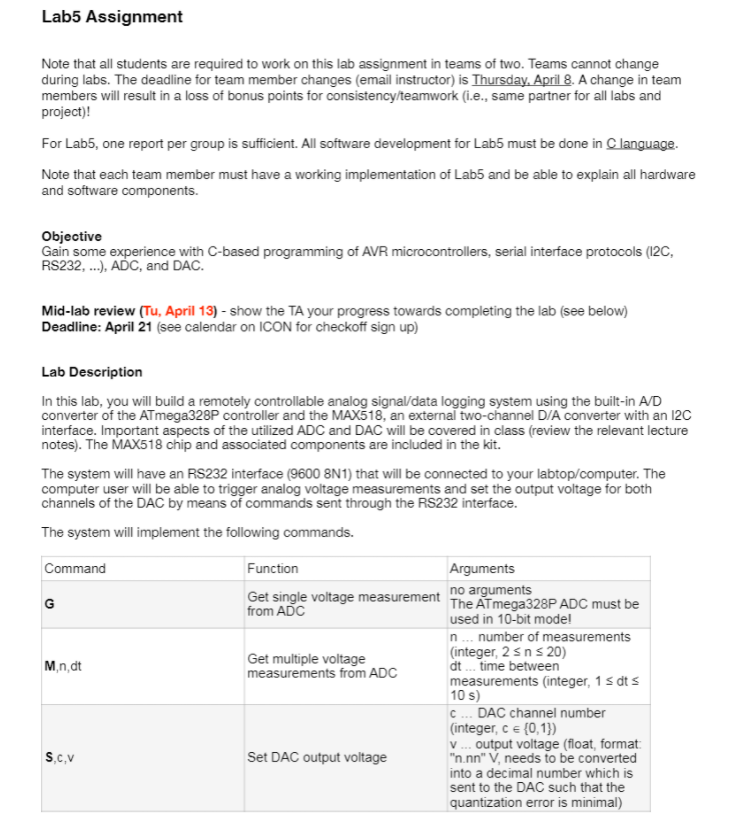 Lab5 Assignment
Note that all students are required to work on this lab assignment in teams of two. Teams cannot change
during labs. The deadline for team member changes (email instructor) is Thursday, April 8. A change in team
members will result in a loss of bonus points for consistency/teamwork (i.e., same partner for all labs and
project)!
For Lab5, one report per group is sufficient. All software development for Lab5 must be done in C language.
Note that each team member must have a working implementation of Lab5 and be able to explain all hardware
and software components.
Objective
Gain some experience with C-based programming of AVR microcontrollers, serial interface protocols (I2C,
RS232, ...), ADC, and DAC.
Mid-lab review (Tu, April 13) - show the TA your progress towards completing the lab (see below)
Deadline: April 21 (see calendar on ICON for checkoff sign up)
Lab Description
In this lab, you will build a remotely controllable analog signal/data logging system using the built-in A/D
converter of the ATmega328P controller and the MAX518, an external two-channel D/A converter with an I2C
interface. Important aspects of the utilized ADC and DAC will be covered in class (review the relevant lecture
notes). The MAX518 chip and associated components are included in the kit.
The system will have an RS232 interface (9600 8N1) that will be connected to your labtop/computer. The
computer user will be able to trigger analog voltage measurements and set the output voltage for both
channels of the DAC by means of commands sent through the RS232 interface.
The system will implement the following commands.
Command Function Arguments
G
Get single voltage measurement
from ADC
no arguments
The ATmega328P ADC must be
used in 10-bit mode!
M,n,dt
Get multiple voltage
measurements from ADC
n ... number of measurements
(integer, 2 ≤ n ≤ 20)
dt ... time between
measurements (integer, 1 ≤ dt ≤
10 s)
S,c,v
Set DAC output voltage
c ... DAC channel number
(integer, c ∈ {0,1})
v ... output voltage (float, format:
"n.nn" V, needs to be converted
into a decimal number which is
sent to the DAC such that the
quantization error is minimal)